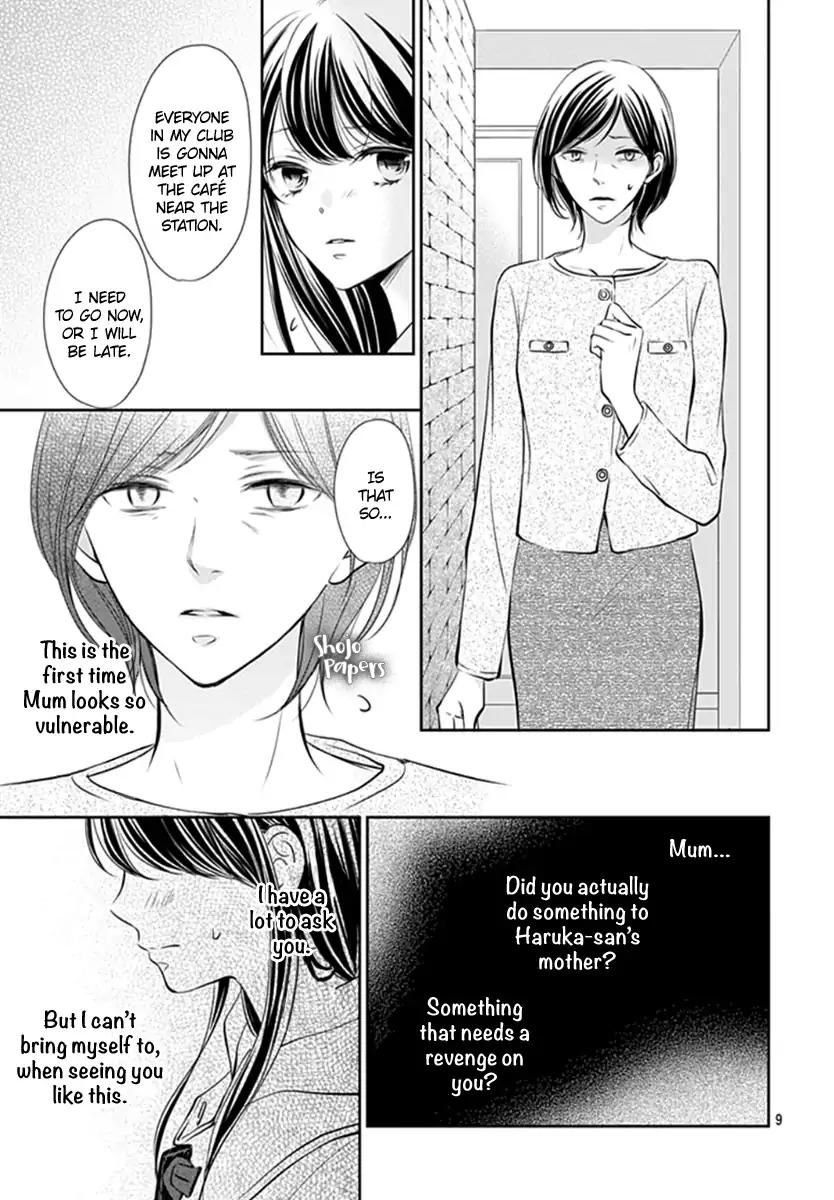 EVERYONE
IN MY CLUB
IS GONNA
MEET UP AT
THE CAFÉ
NEAR THE
STATION.
I NEED
TO GO NOW,
OR I WILL
BE LATE.
IS
THAT
SO...
This is the
first time
Mum looks so
vulnerable.
Shojo
Papers
Mum...
Did you actually
do something to
Haruka-san's
mother?
Something
that needs a
revenge on
you?
I have a
lot to ask
you.
But I can't
bring myself to,
when seeing you
like this.
9